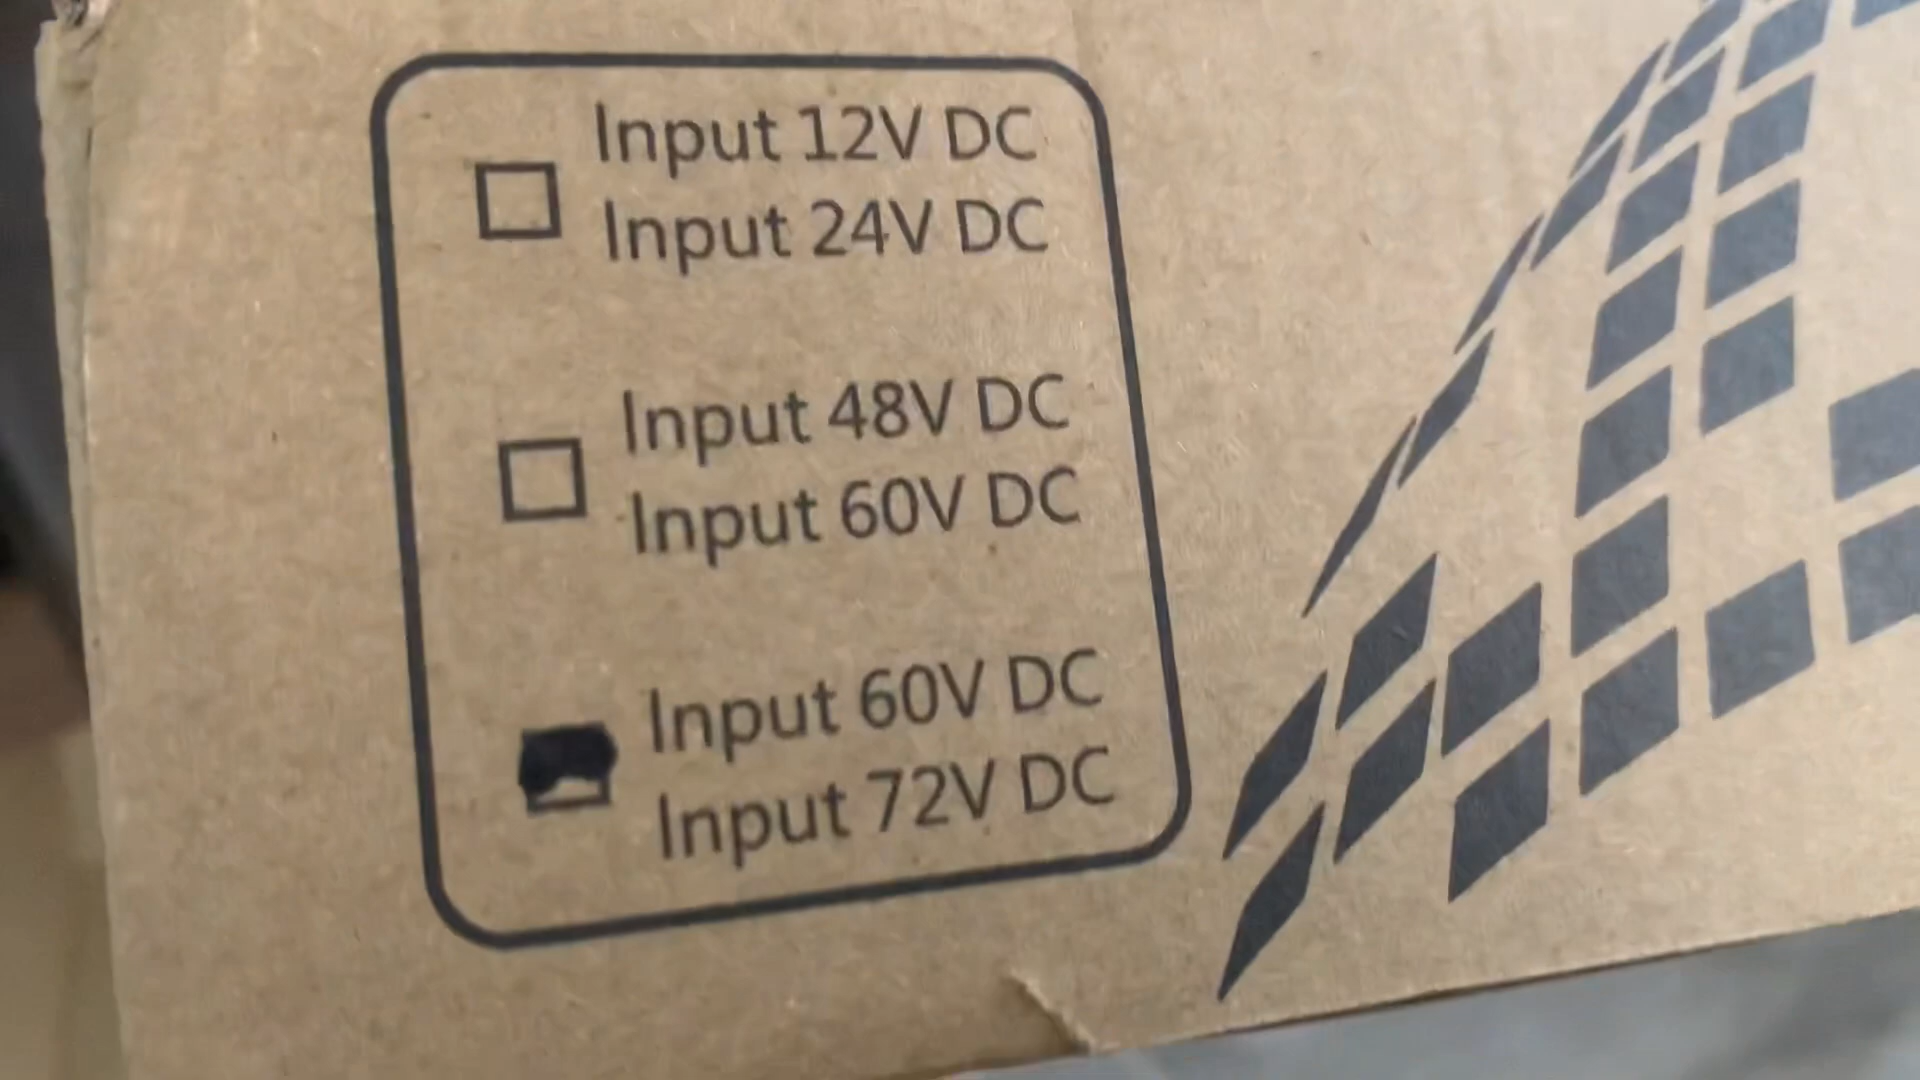 Input 12V DC
Input 24V DC
Input 48V DC
Input 60V DC
Input 60V DC
Input 72V DC